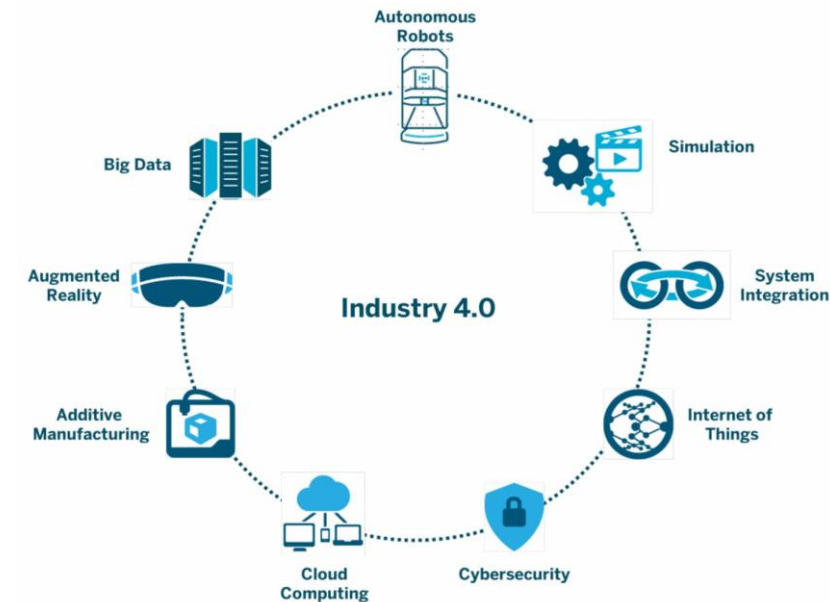 Autonomous
Robots
Simulation
System
Integration
Internet of
Things
Cybersecurity
Cloud
Computing
Additive
Manufacturing
Augmented
Reality
Big Data
Industry 4.0